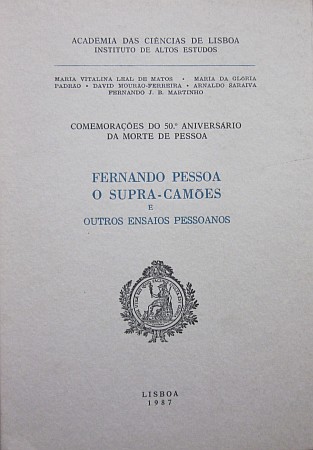 ACADEMIA DAS CIÊNCIAS DE LISBOA
INSTITUTO DE ALTOS ESTUDOS
MARIA VITALINA LEAL DE MATOS • MARIA DA GLÓRIA
PADRÃO • DAVID MOURÃO-FERREIRA • ARNALDO SARAIVA
FERNANDO J. B. MARTINHO
COMEMORAÇÕES DO 50.º ANIVERSARIO
DA MORTE DE PESSOA
FERNANDO PESSOA
O SUPRA-CAMÕES
E
OUTROS ENSAIOS PESSOANOS
LISBOA
1987